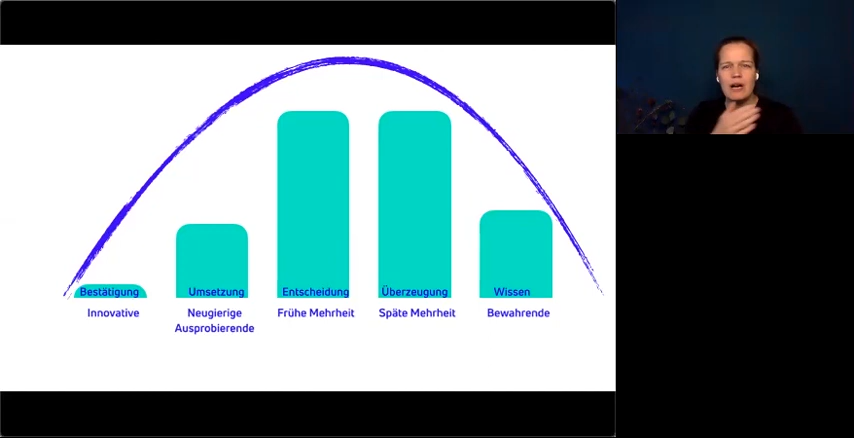 Bestätigung Umsetzung Entscheidung Überzeugung Wissen
Innovative Neugierige Frühe Mehrheit Späte Mehrheit Bewahrende
Ausprobierende